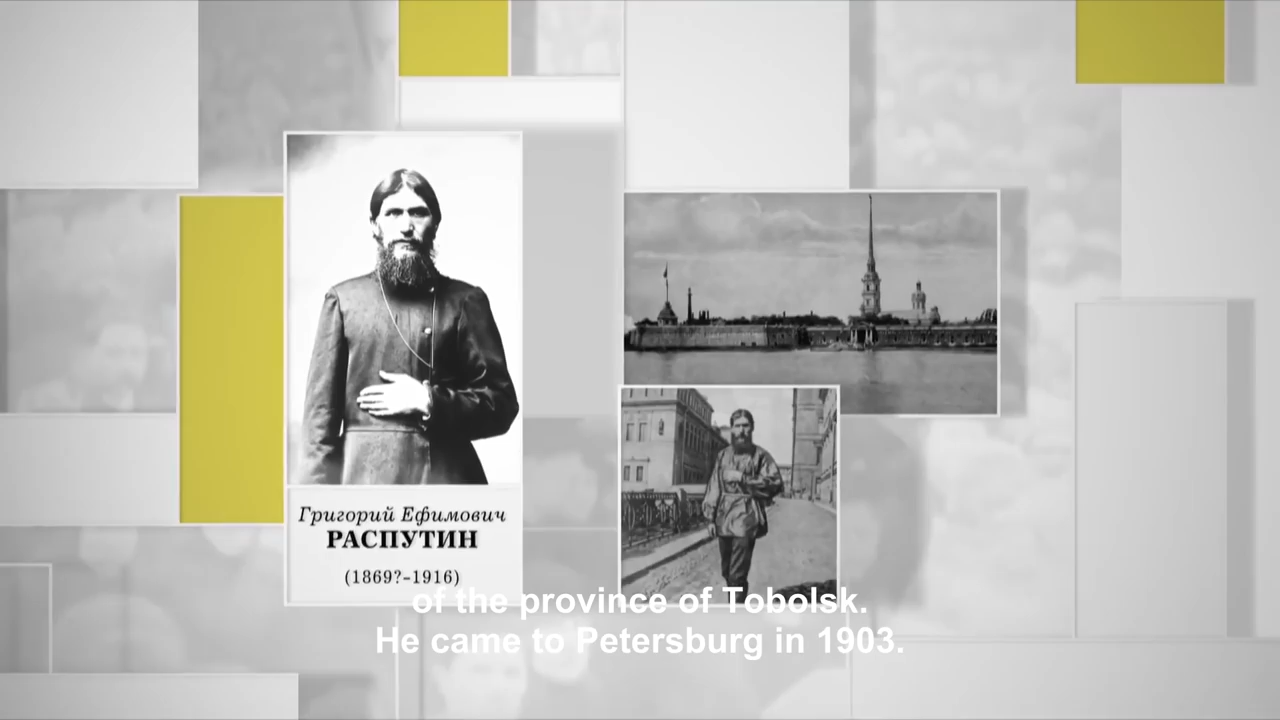 Григорий Ефимович
РАСПУТИН
(1869?–1916)
of the province of Tobolsk.
He came to Petersburg in 1903.